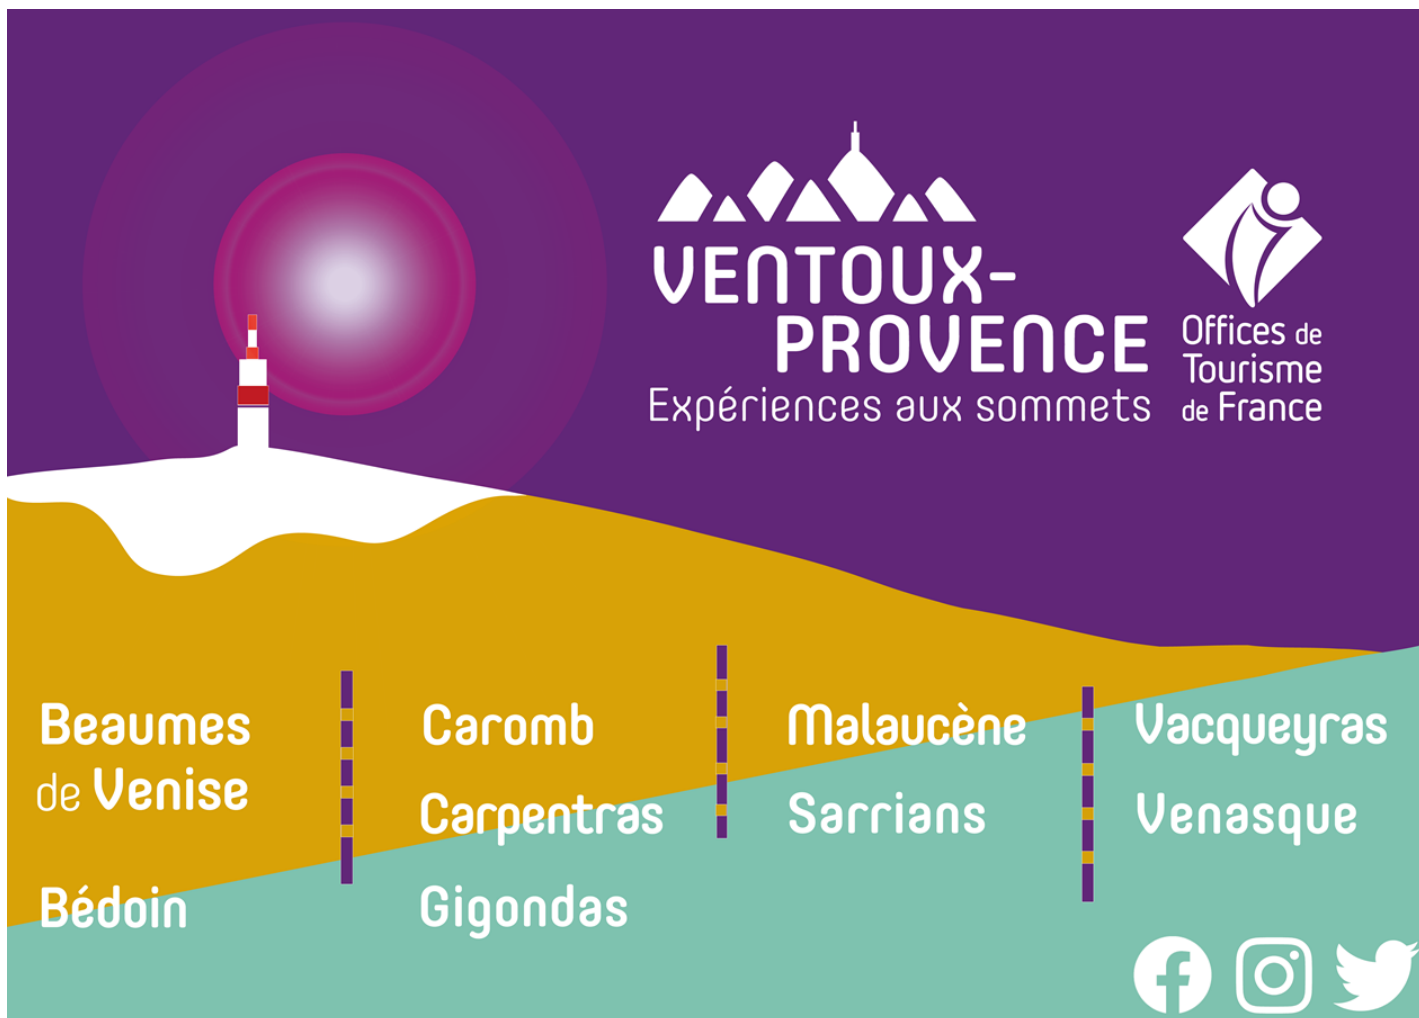 VENTOUX-
PROVENCE
Expériences aux sommets
Offices de
Tourisme
de France
Beaumes
de Venise
Bédoin
Caromb
Carpentras
Gigondas
Malaucène
Sarrians
Vacqueyras
Venasque